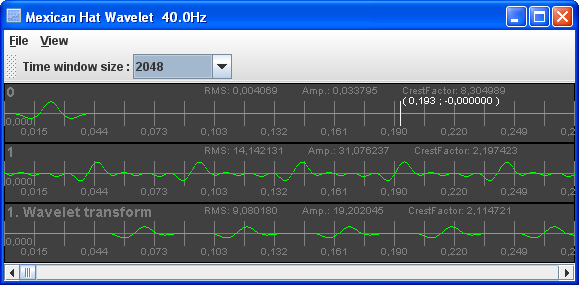 Mexican Hat Wavelet  40.0Hz
File View
Time window size : 2048
0 RMS: 0,004069 Amp.: 0,033795 CrestFactor: 8,304989
( 0,193 ; -0,000000 )
0,000
0,015 0,044 0,073 0,102 0,132 0,161 0,190 0,220 0,249 0,2
1 RMS: 14,142131 Amp.: 31,076237 CrestFactor: 2,197423
0,000
0,015 0,044 0,073 0,102 0,132 0,161 0,190 0,220 0,249 0,2
1. Wavelet transform RMS: 9,080180 Amp.: 19,202045 CrestFactor: 2,114721
0,000
0,015 0,044 0,073 0,102 0,132 0,161 0,190 0,220 0,249 0,2